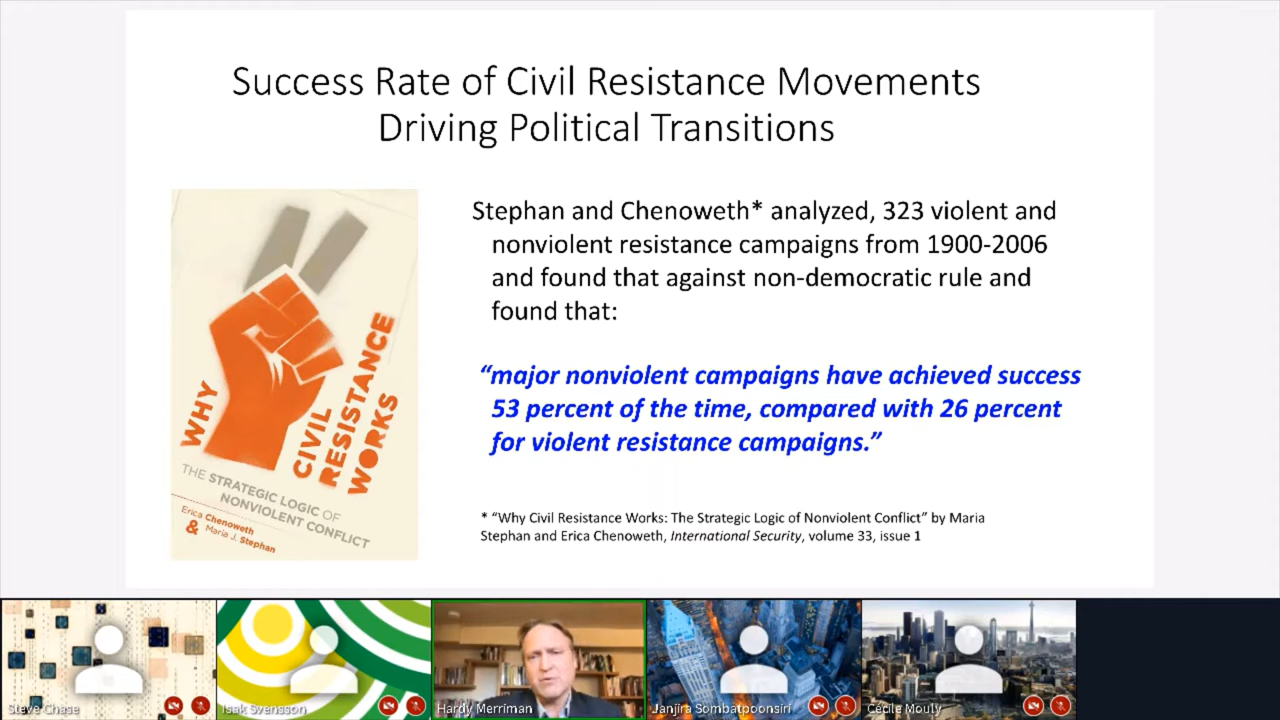 Success Rate of Civil Resistance Movements
Driving Political Transitions
Stephan and Chenoweth* analyzed, 323 violent and
nonviolent resistance campaigns from 1900-2006
and found that against non-democratic rule and
found that:
“major nonviolent campaigns have achieved success
53 percent of the time, compared with 26 percent
for violent resistance campaigns.”
* “Why Civil Resistance Works: The Strategic Logic of Nonviolent Conflict” by Maria
Stephan and Erica Chenoweth, International Security, volume 33, issue 1
WHY
CIVIL
RESISTANCE
WORKS
THE STRATEGIC LOGIC OF
NONVIOLENT CONFLICT
Erica Chenoweth
& Maria J. Stephan
Steve Chase
Isak Svensson
Hardy Merriman
Janjira Sombatpoonsiri
Cécile Mouly